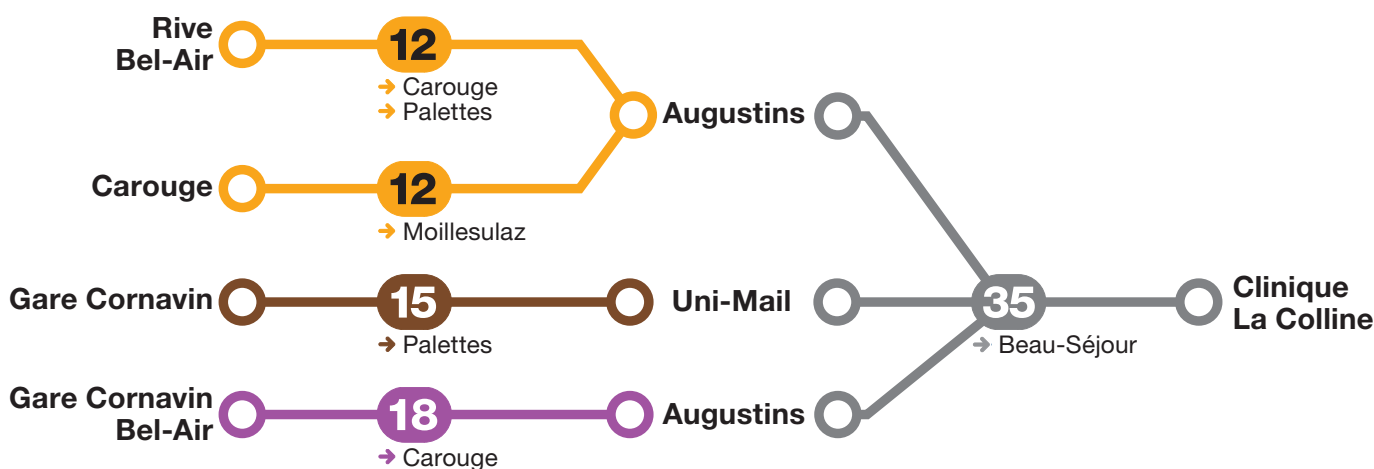 Rive
Bel-Air
12
→ Carouge
→ Palettes
Augustins
Carouge
12
→ Moillesulaz
Gare Cornavin
15
→ Palettes
Uni-Mail
35
→ Beau-Séjour
Clinique
La Colline
Gare Cornavin
Bel-Air
18
→ Carouge
Augustins